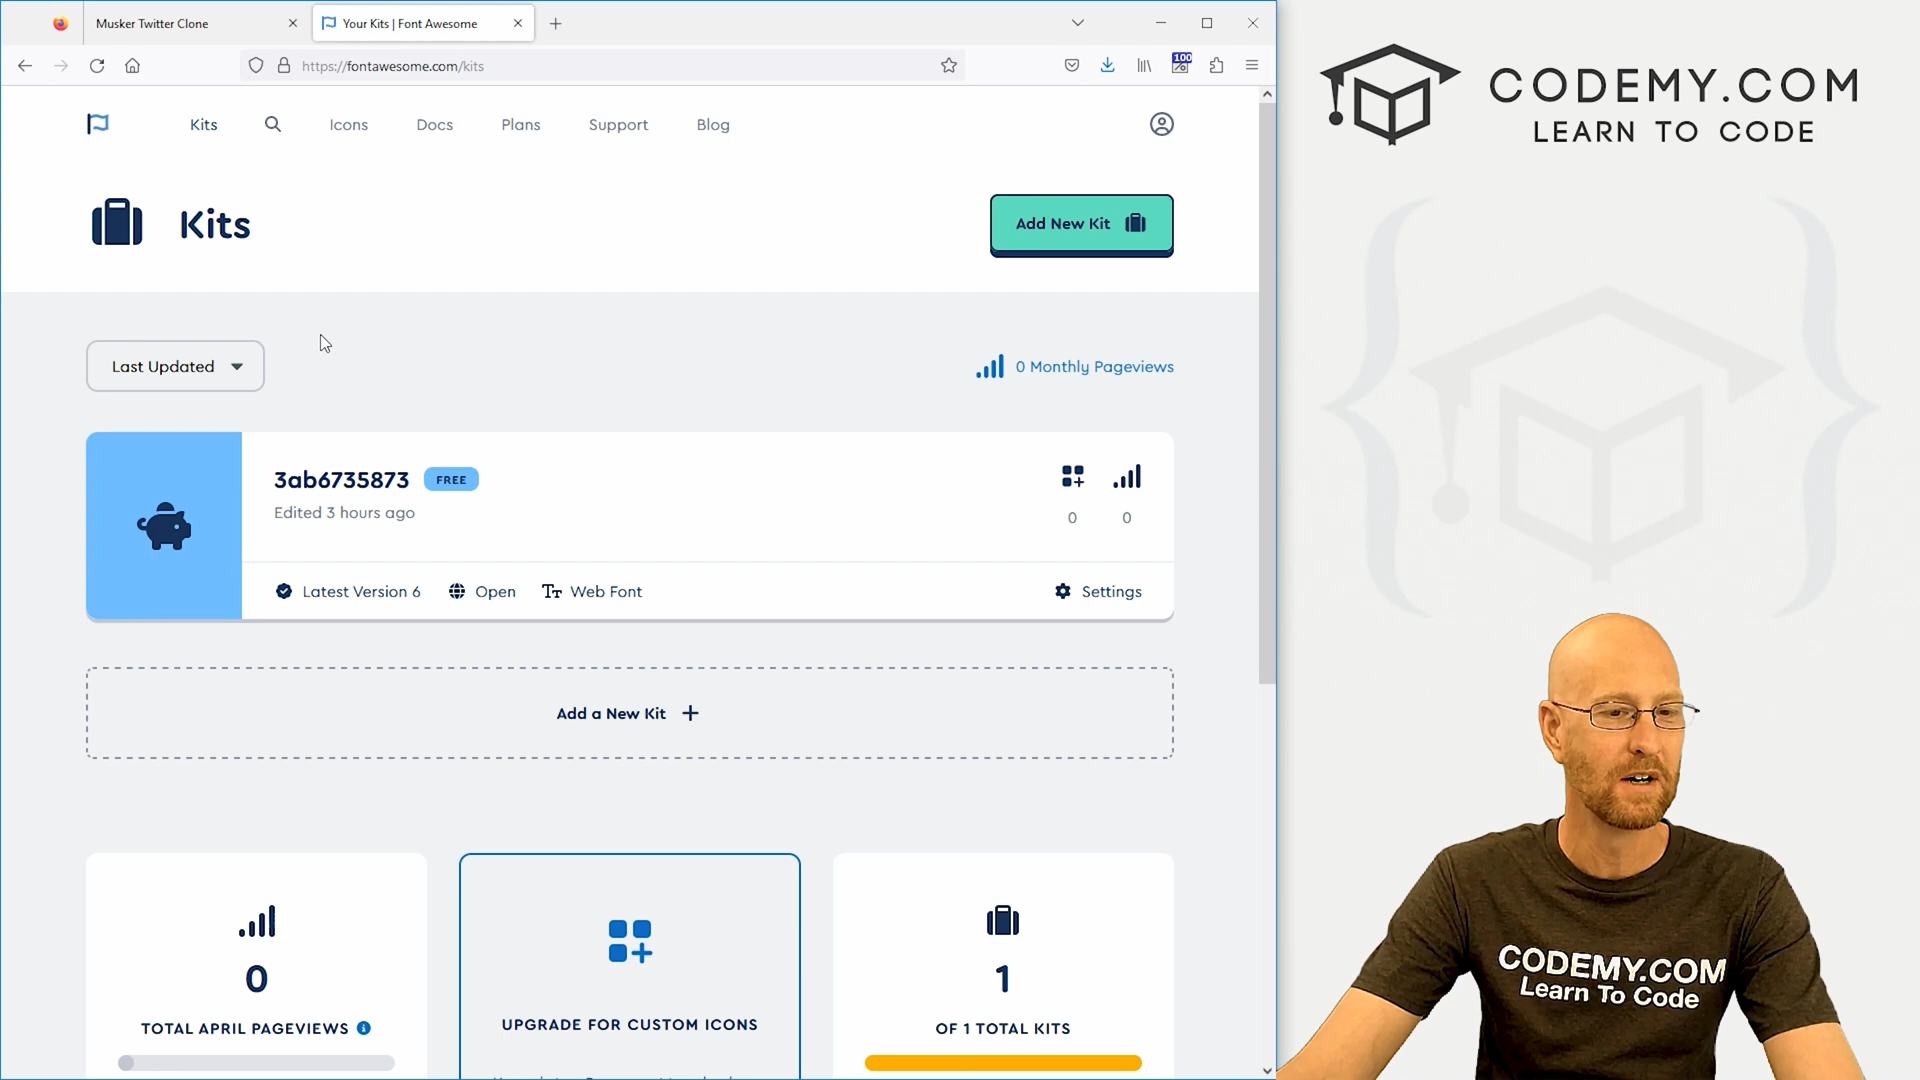 Musker Twitter Clone
Your Kits | Font Awesome
https://fontawesome.com/kits
100
Kits
Icons
Docs
Plans
Support
Blog
Kits
Add New Kit
Last Updated
0 Monthly Pageviews
3ab6735873 FREE
Edited 3 hours ago
0 0
Latest Version 6
Open
Web Font
Settings
Add a New Kit
0
TOTAL APRIL PAGEVIEWS
UPGRADE FOR CUSTOM ICONS
1
OF 1 TOTAL KITS
CODEMY.COM
LEARN TO CODE
CODEMY.COM
Learn To Code